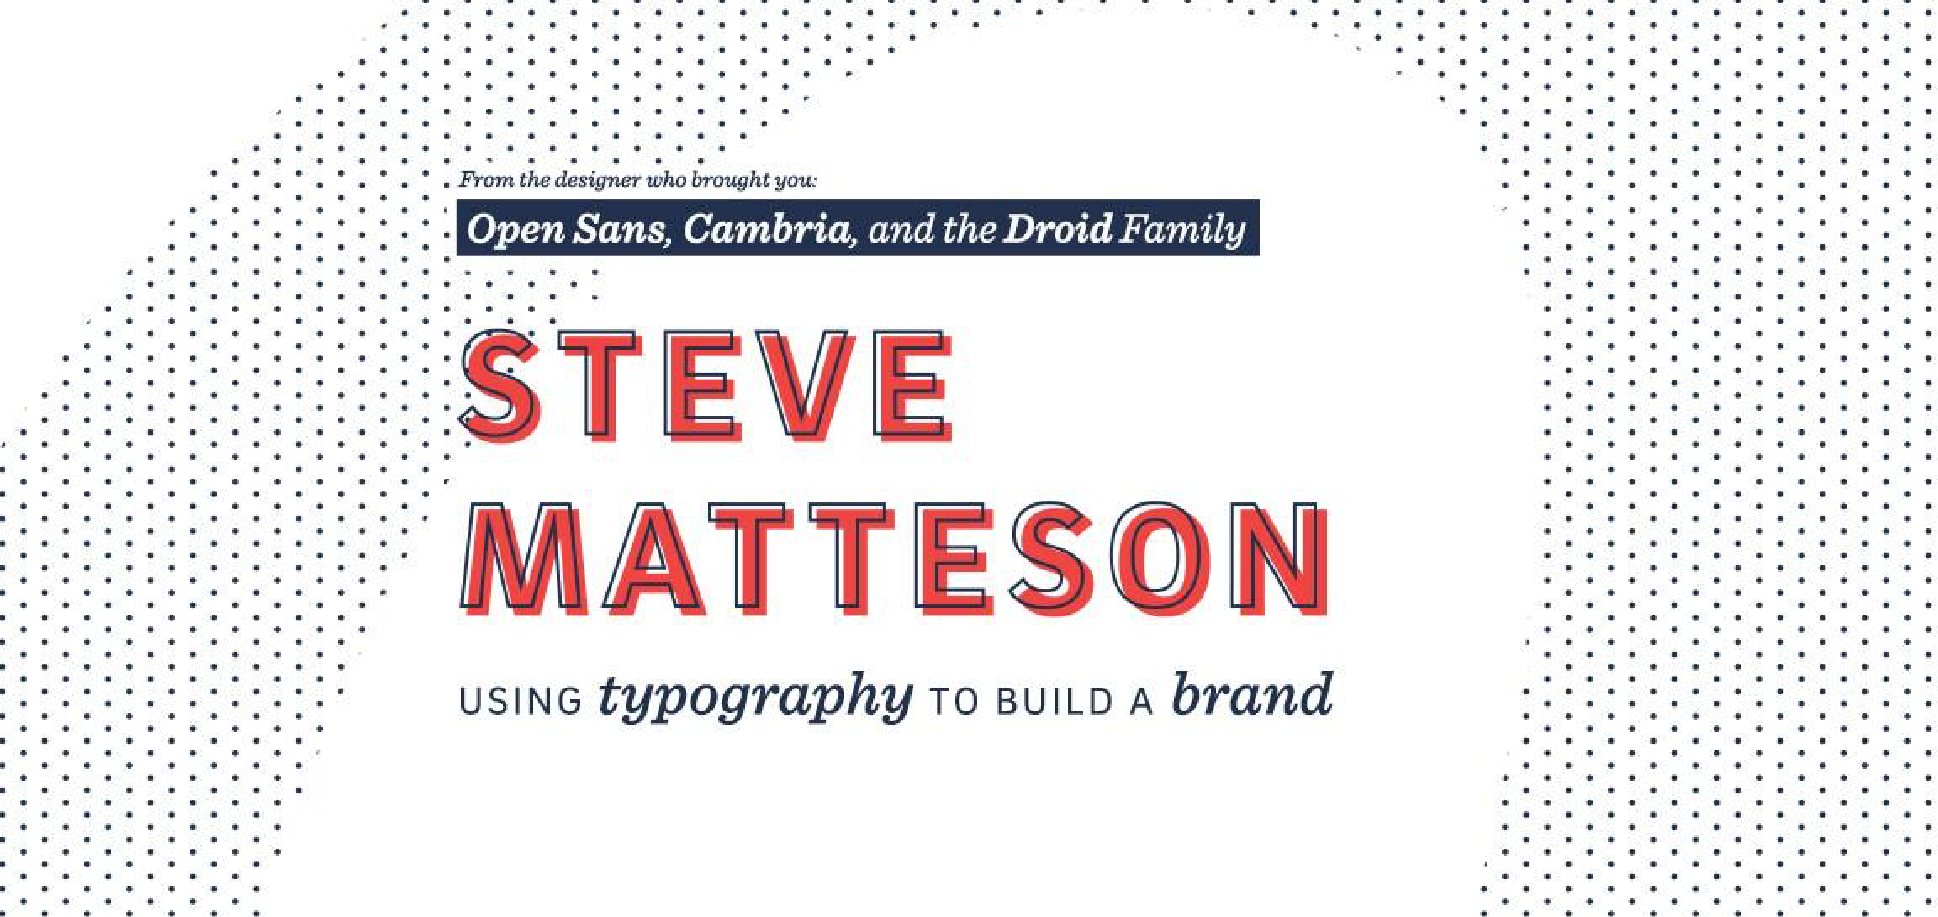 From the designer who brought you:
Open Sans, Cambria, and the Droid Family
STEVE
MATTESON
USING typography TO BUILD A brand